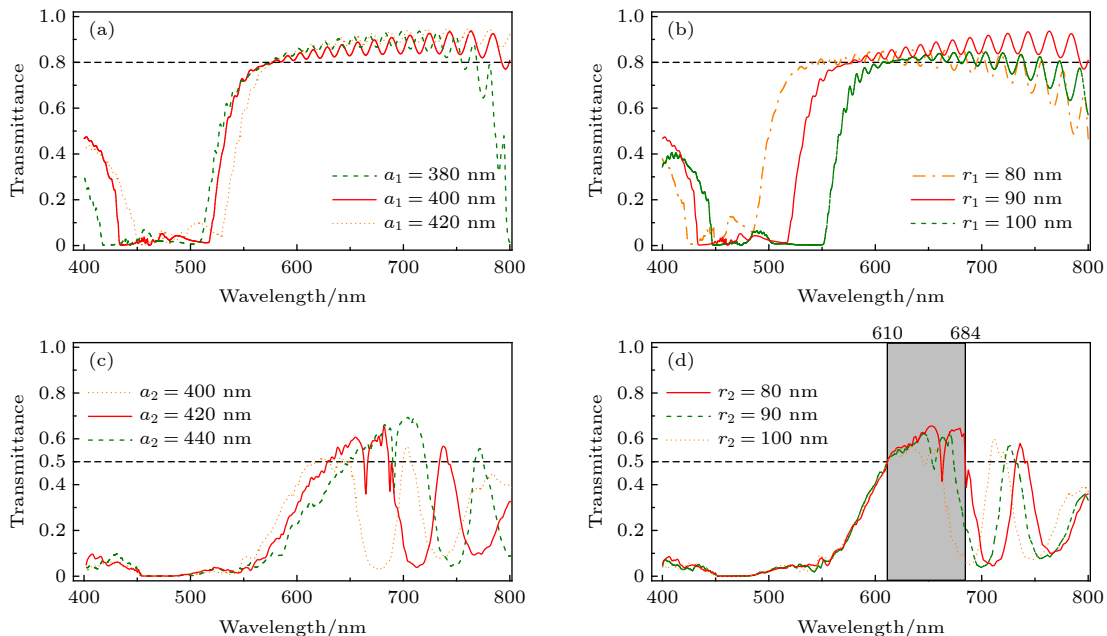 (a)
Transmittance
1.0
0.8
0.6
0.4
0.2
0
a₁ = 380 nm
a₁ = 400 nm
a₁ = 420 nm
400 500 600 700 800
Wavelength/nm
(b)
Transmittance
1.0
0.8
0.6
0.4
0.2
0
r₁ = 80 nm
r₁ = 90 nm
r₁ = 100 nm
400 500 600 700 800
Wavelength/nm
(c)
Transmittance
1.0
0.8
0.6
0.5
0.4
0.2
0
a₂ = 400 nm
a₂ = 420 nm
a₂ = 440 nm
400 500 600 700 800
Wavelength/nm
610 684
(d)
Transmittance
1.0
0.8
0.6
0.5
0.4
0.2
0
r₂ = 80 nm
r₂ = 90 nm
r₂ = 100 nm
400 500 600 700 800
Wavelength/nm